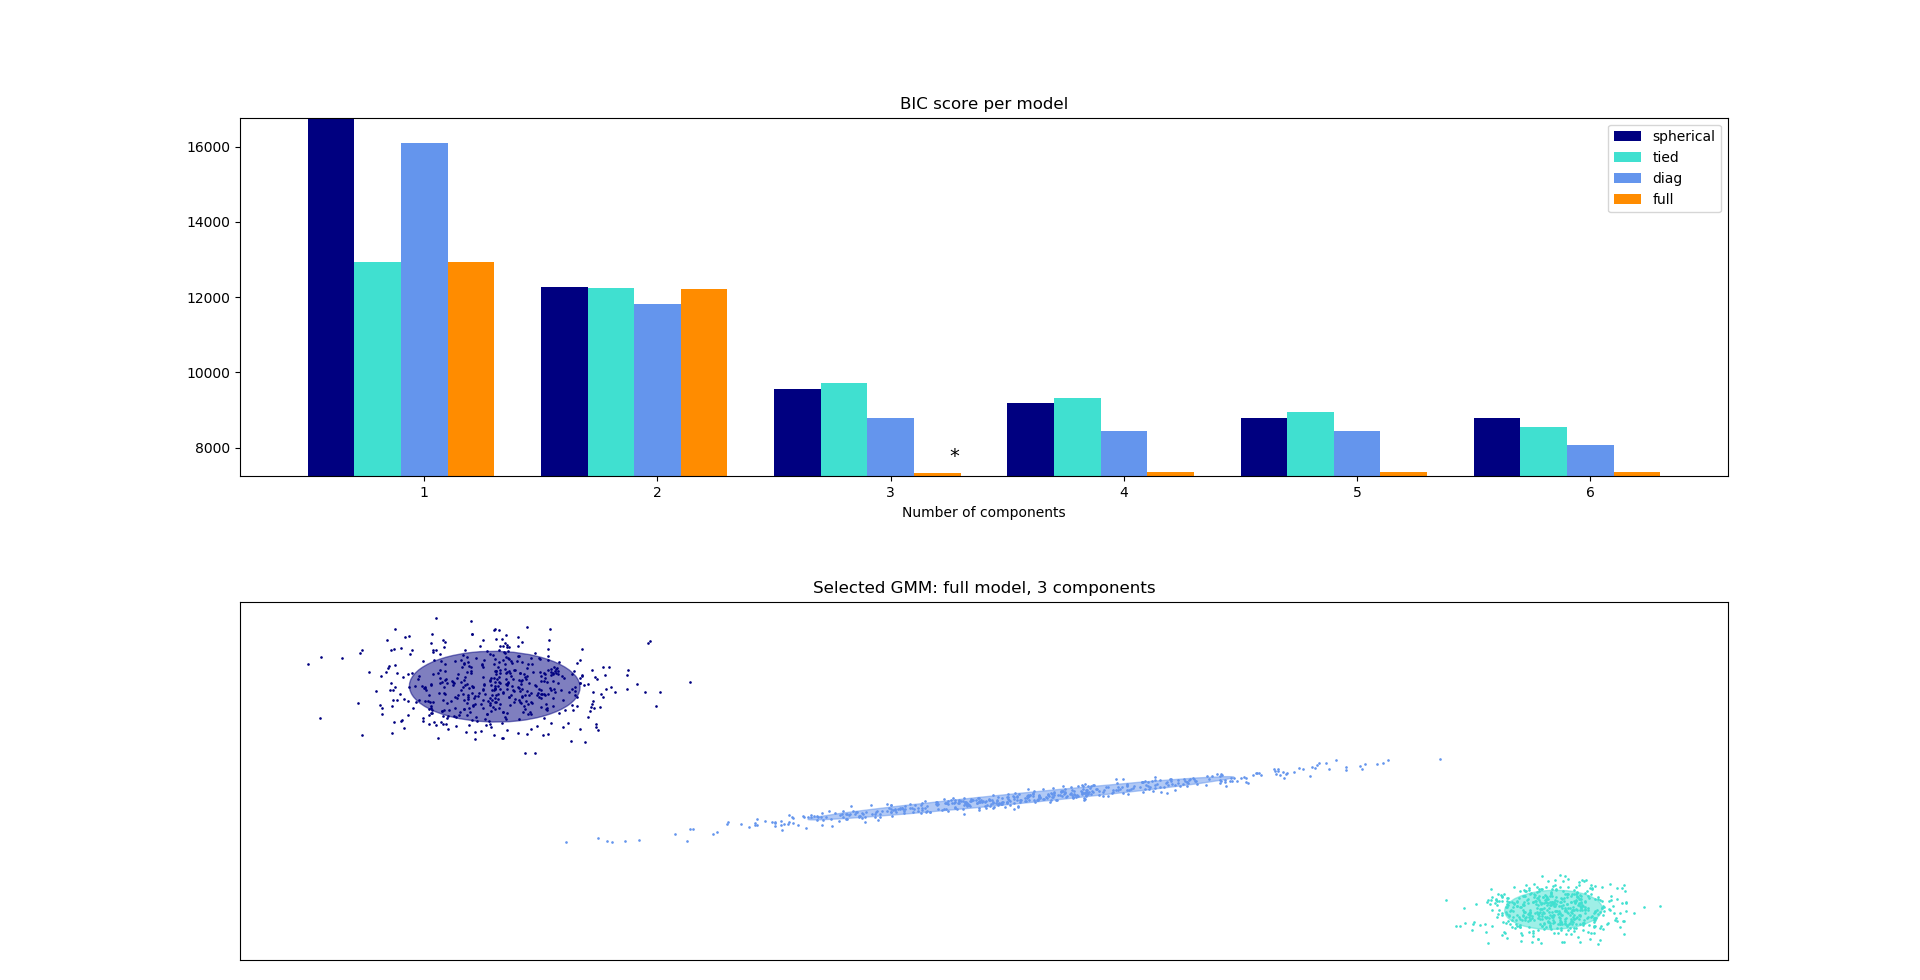 BIC score per model
16000
14000
12000
10000
8000
spherical
tied
diag
full
*
1 2 3 4 5 6
Number of components
Selected GMM: full model, 3 components